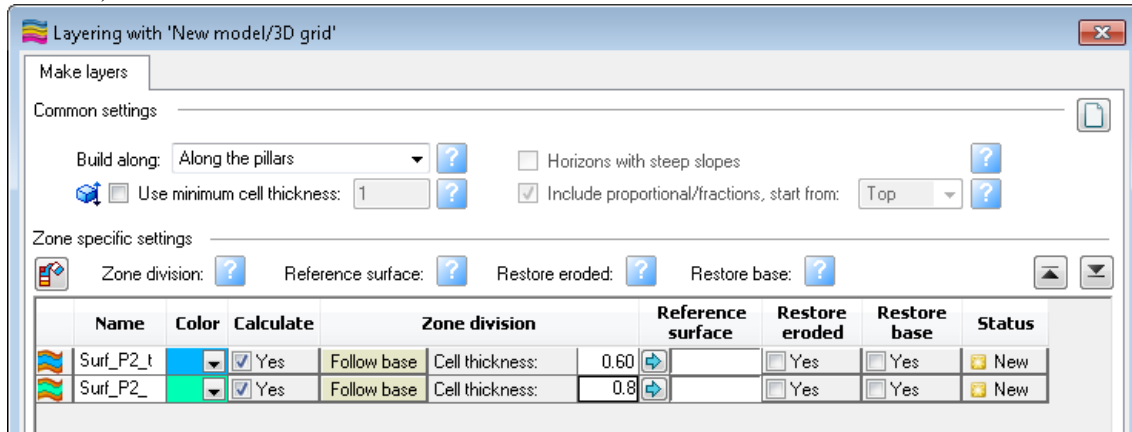 Layering with 'New model/3D grid'
Make layers
Common settings
Build along: Along the pillars ? Horizons with steep slopes ?
Use minimum cell thickness: 1 ? Include proportional/fractions, start from: Top ?
Zone specific settings
Zone division: ? Reference surface: ? Restore eroded: ? Restore base: ?
Name Color Calculate Zone division Reference surface Restore eroded Restore base Status
Surf_P2_t Yes Follow base Cell thickness: 0.60 Yes Yes New
Surf_P2_ Yes Follow base Cell thickness: 0.8 Yes Yes New